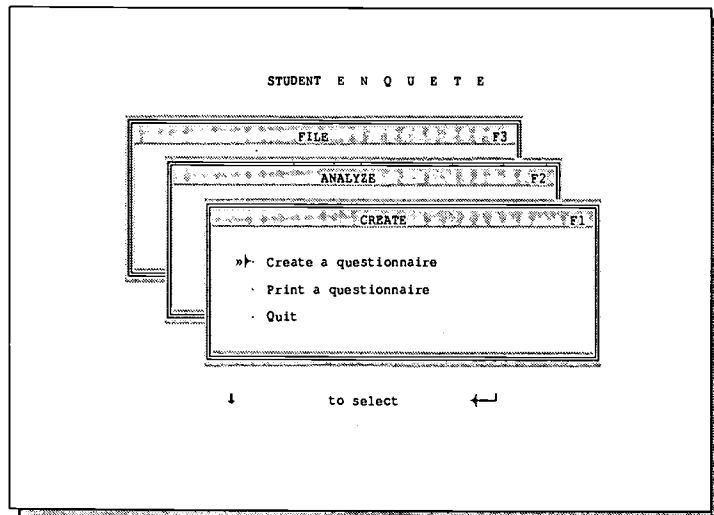 STUDENT E N Q U E T E
FILE F3
ANALYZE F2
CREATE F1
» Create a questionnaire
· Print a questionnaire
· Quit
↓ to select ←┘